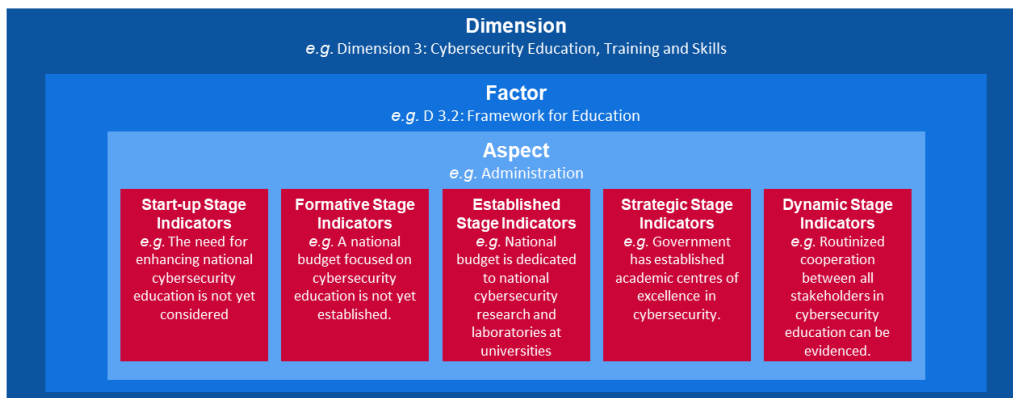 Dimension
e.g. Dimension 3: Cybersecurity Education, Training and Skills
Factor
e.g. D 3.2: Framework for Education
Aspect
e.g. Administration
Start-up Stage
Indicators
e.g. The need for
enhancing national
cybersecurity
education is not yet
considered
Formative Stage
Indicators
e.g. A national
budget focused on
cybersecurity
education is not yet
established.
Established
Stage Indicators
e.g. National
budget is dedicated
to national
cybersecurity
research and
laboratories at
universities
Strategic Stage
Indicators
e.g. Government
has established
academic centres of
excellence in
cybersecurity.
Dynamic Stage
Indicators
e.g. Routinized
cooperation
between all
stakeholders in
cybersecurity
education can be
evidenced.